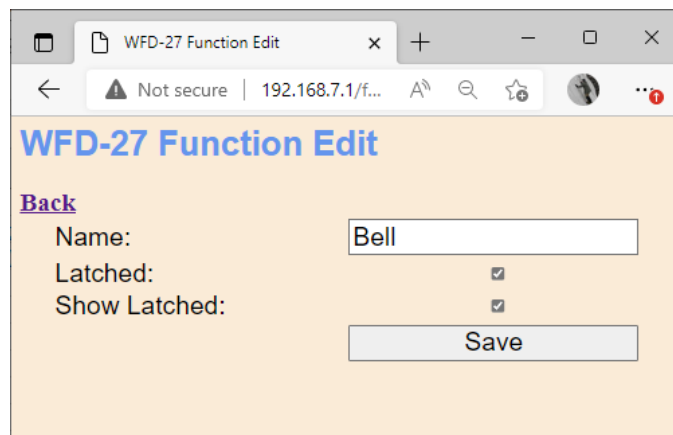 WFD-27 Function Edit
Not secure | 192.168.7.1/f...
WFD-27 Function Edit
Back
Name: Bell
Latched:
Show Latched:
Save